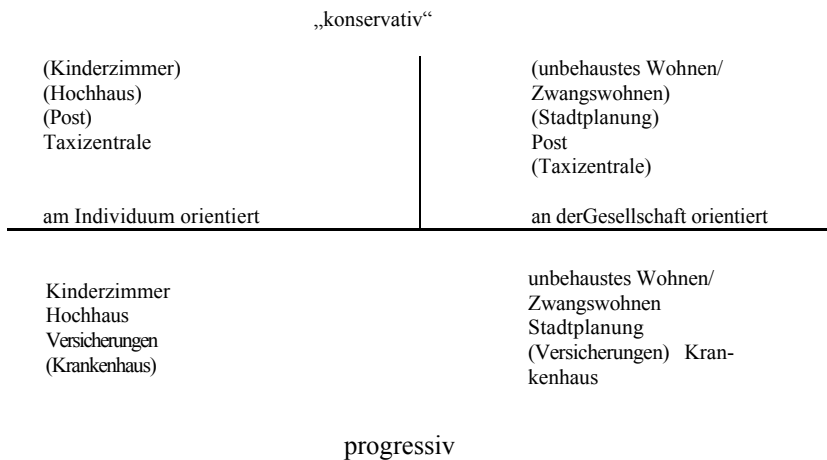 „konservativ“
(Kinderzimmer)
(Hochhaus)
(Post)
Taxizentrale
am Individuum orientiert
(unbehaustes Wohnen/
Zwangswohnen)
(Stadtplanung)
Post
(Taxizentrale)
an derGesellschaft orientiert
Kinderzimmer
Hochhaus
Versicherungen
(Krankenhaus)
unbehaustes Wohnen/
Zwangswohnen
Stadtplanung
(Versicherungen) Kran-
kenhaus
progressiv